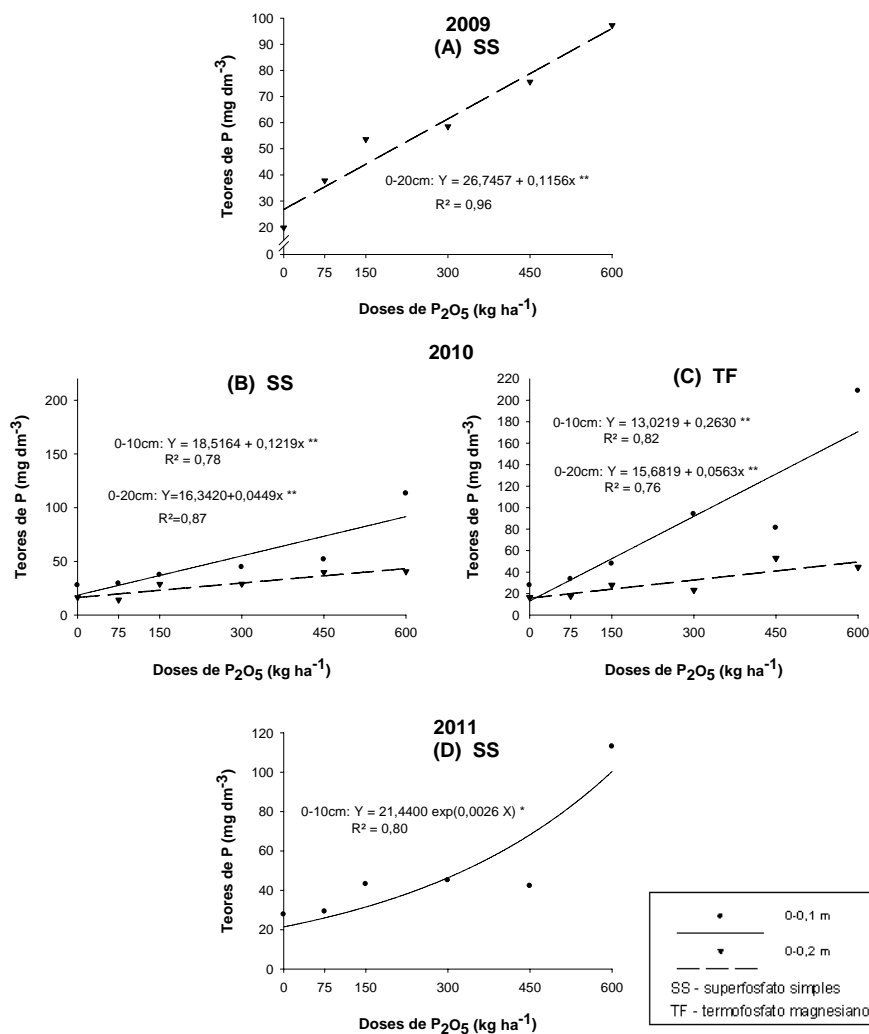 2009
(A) SS
Teores de P (mg dm-3)
100
90
80
70
60
50
40
30
20
0
0-20cm: Y = 26,7457 + 0,1156x **
R² = 0,96
0 75 150 300 450 600
Doses de P2O5 (kg ha-1)
2010
(B) SS
Teores de P (mg dm-3)
200
150
100
50
0
0-10cm: Y = 18,5164 + 0,1219x **
R² = 0,78
0-20cm: Y=16,3420+0,0449x **
R²=0,87
0 75 150 300 450 600
Doses de P2O5 (kg ha-1)
(C) TF
Teores de P (mg dm-3)
220
200
180
160
140
120
100
80
60
40
20
0
0-10cm: Y = 13,0219 + 0,2630 **
R² = 0,82
0-20cm: Y = 15,6819 + 0,0563x **
R² = 0,76
0 75 150 300 450 600
Doses de P2O5 (kg ha-1)
2011
(D) SS
Teores de P (mg dm-3)
120
100
80
60
40
20
0
0-10cm: Y = 21,4400 exp(0,0026 X) *
R² = 0,80
0 75 150 300 450 600
Doses de P2O5 (kg ha-1)
0-0,1 m
0-0,2 m
SS - superfosfato simples
TF - termofosfato magnesiano